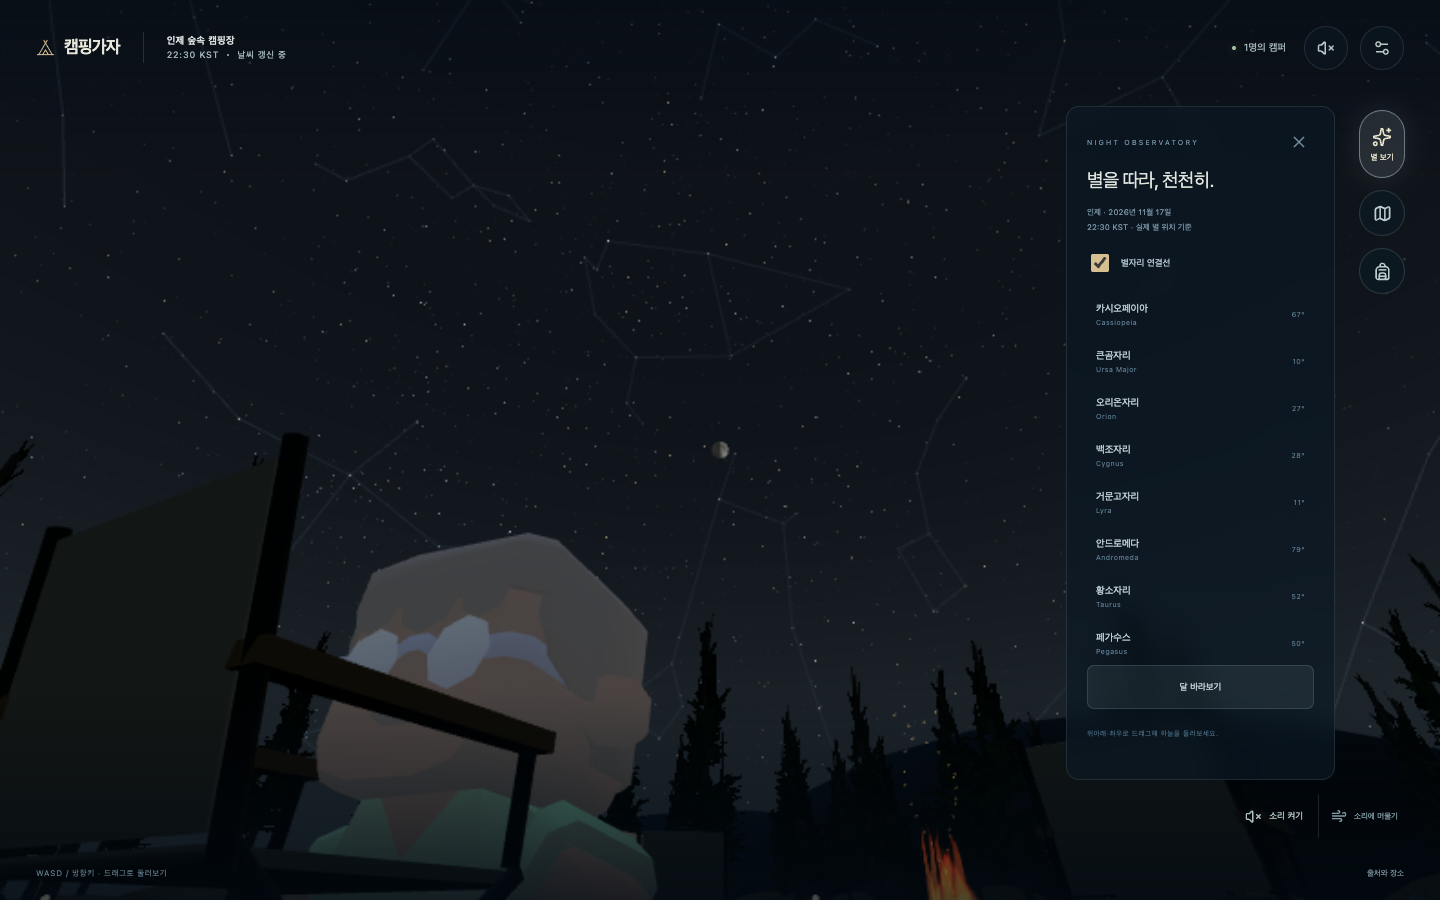 캠핑가자
인제 숲속 캠핑장
22:30 KST • 날씨 갱신 중
1명의 캠퍼
별 보기
NIGHT OBSERVATORY
별을 따라, 천천히.
인제 · 2026년 11월 17일
22:30 KST · 실제 별 위치 기준
별자리 연결선
카시오페이아 67°
Cassiopeia
큰곰자리 10°
Ursa Major
오리온자리 27°
Orion
백조자리 28°
Cygnus
거문고자리 11°
Lyra
안드로메다 79°
Andromeda
황소자리 52°
Taurus
페가수스 50°
Pegasus
달 바라보기
위아래·좌우로 드래그해 하늘을 둘러보세요.
소리 켜기
소리에 머물기
WASD / 방향키 · 드래그로 둘러보기
출처와 장소